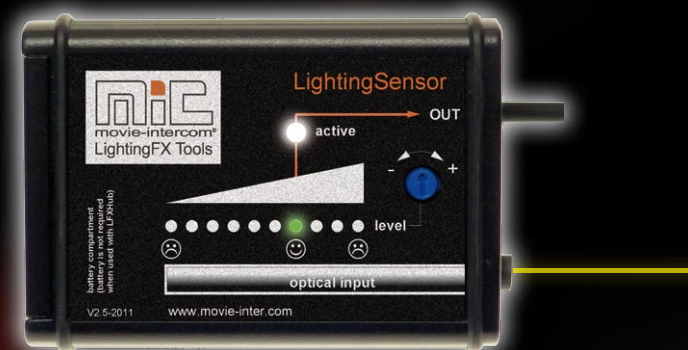 LightingSensor
MIC
movie-intercom®
LightingFX Tools
OUT
active
- +
level
battery compartment
(battery is not required
when used with LFXHub)
optical input
V2.5-2011
www.movie-inter.com